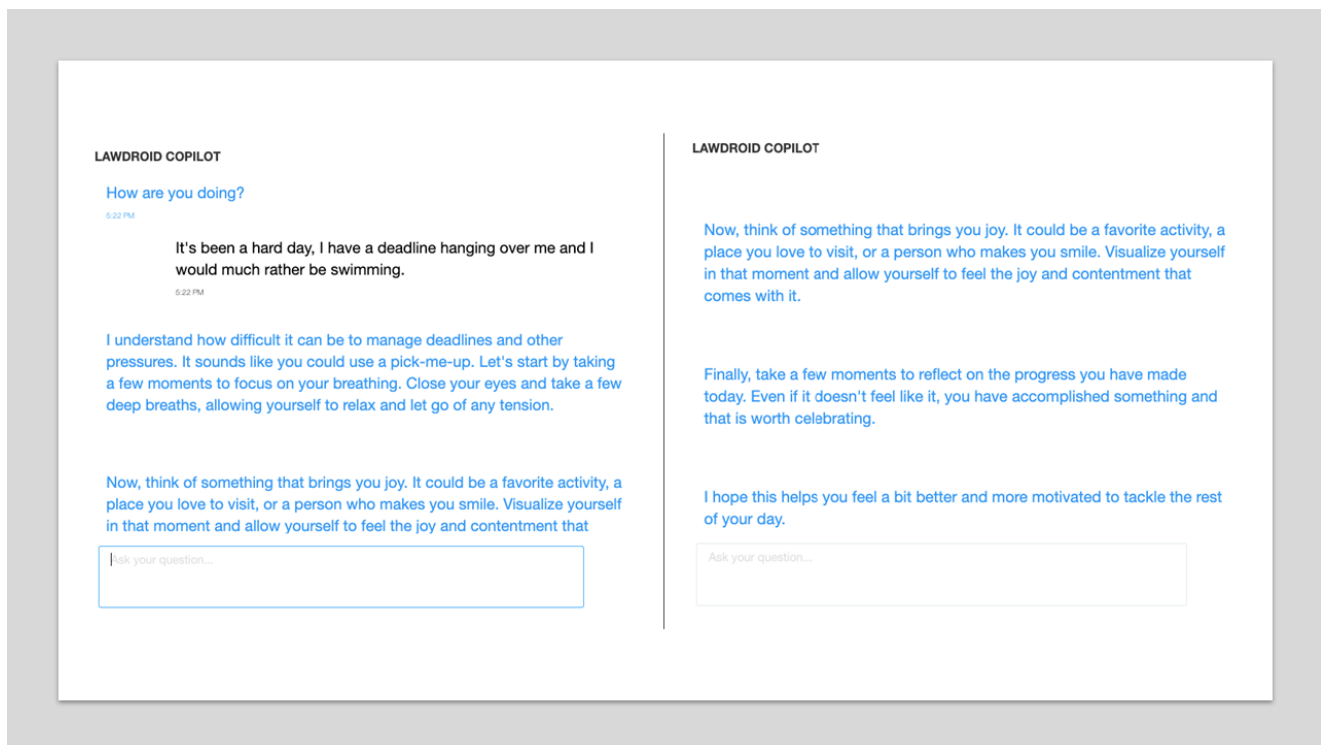 LAWDROID COPILOT
How are you doing?
5:22 PM
It's been a hard day, I have a deadline hanging over me and I
would much rather be swimming.
5:22 PM
I understand how difficult it can be to manage deadlines and other
pressures. It sounds like you could use a pick-me-up. Let's start by taking
a few moments to focus on your breathing. Close your eyes and take a few
deep breaths, allowing yourself to relax and let go of any tension.
Now, think of something that brings you joy. It could be a favorite activity, a
place you love to visit, or a person who makes you smile. Visualize yourself
in that moment and allow yourself to feel the joy and contentment that
Ask your question...
LAWDROID COPILOT
Now, think of something that brings you joy. It could be a favorite activity, a
place you love to visit, or a person who makes you smile. Visualize yourself
in that moment and allow yourself to feel the joy and contentment that
comes with it.
Finally, take a few moments to reflect on the progress you have made
today. Even if it doesn't feel like it, you have accomplished something and
that is worth celebrating.
I hope this helps you feel a bit better and more motivated to tackle the rest
of your day.
Ask your question...